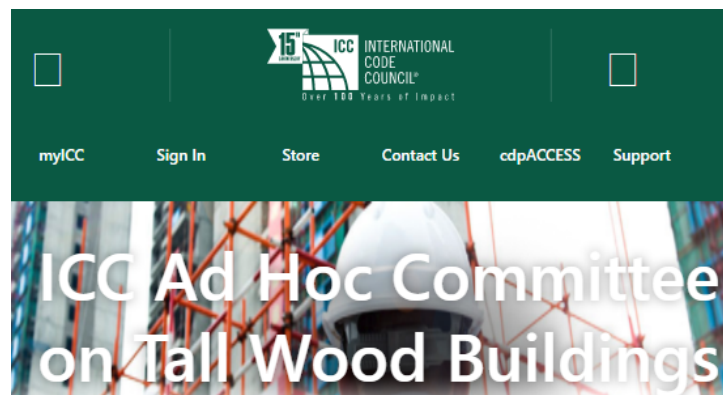 15th
ICC INTERNATIONAL
CODE
COUNCIL®
Over 100 Years of Impact
myICC Sign In Store Contact Us cdpACCESS Support
ICC Ad Hoc Committee
on Tall Wood Buildings